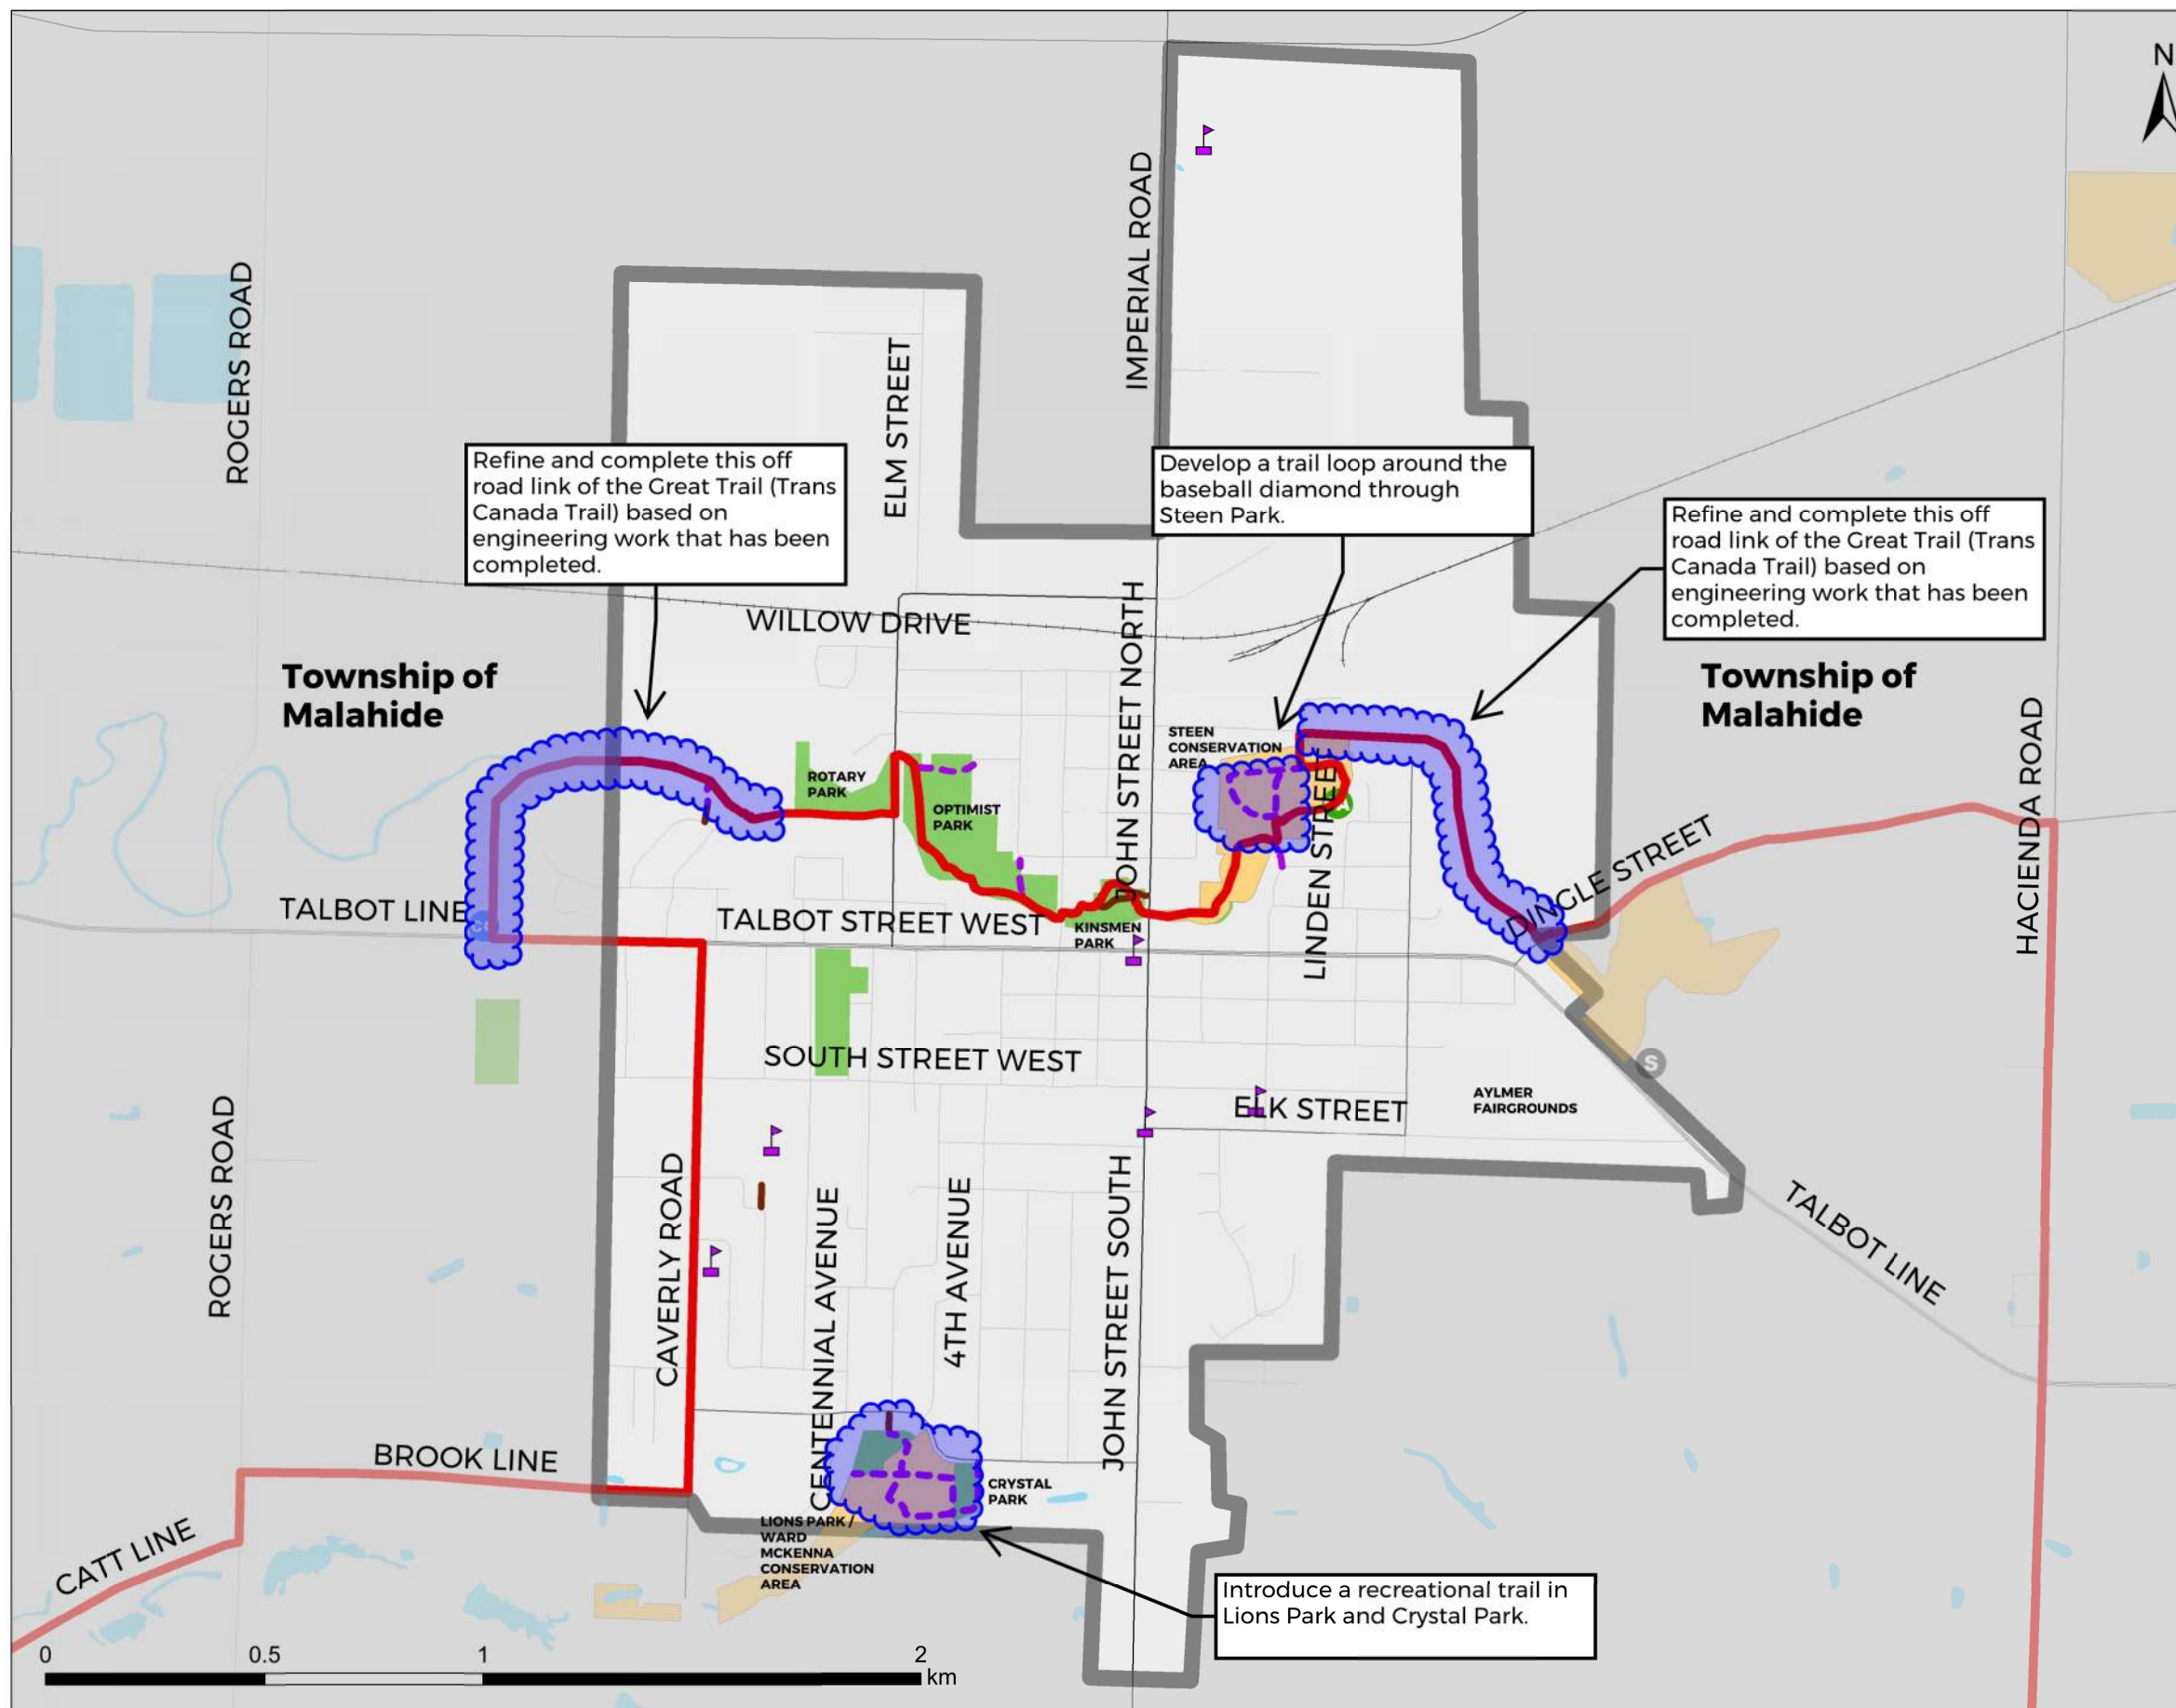 N
IMPERIAL ROAD
ROGERS ROAD
ELM STREET
Refine and complete this off
road link of the Great Trail (Trans
Canada Trail) based on
engineering work that has been
completed.
Develop a trail loop around the
baseball diamond through
Steen Park.
Refine and complete this off
road link of the Great Trail (Trans
Canada Trail) based on
engineering work that has been
completed.
WILLOW DRIVE
JOHN STREET NORTH
Township of
Malahide
Township of
Malahide
STEEN
CONSERVATION
AREA
ROTARY
PARK
OPTIMIST
PARK
LINDEN STREET
DINGLE STREET
HACIENDA ROAD
TALBOT LINE
TALBOT STREET WEST
KINSMEN
PARK
SOUTH STREET WEST
S
ELK STREET
AYLMER
FAIRGROUNDS
ROGERS ROAD
CAVERLY ROAD
CENTENNIAL AVENUE
4TH AVENUE
JOHN STREET SOUTH
TALBOT LINE
BROOK LINE
CATT LINE
CRYSTAL
PARK
LIONS PARK /
WARD
MCKENNA
CONSERVATION
AREA
Introduce a recreational trail in
Lions Park and Crystal Park.
0 0.5 1 2
km